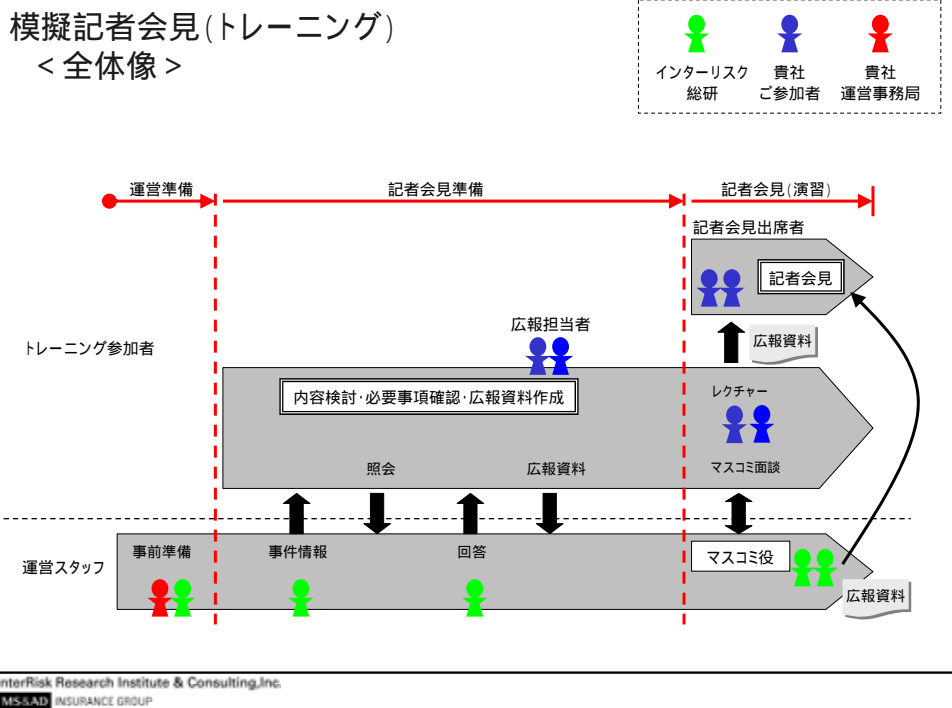 模擬記者会見(トレーニング)
＜全体像＞
インターリスク
総研
貴社
ご参加者
貴社
運営事務局
運営準備
記者会見準備
記者会見(演習)
記者会見出席者
記者会見
広報担当者
広報資料
トレーニング参加者
内容検討・必要事項確認・広報資料作成
レクチャー
照会
広報資料
マスコミ面談
事前準備
事件情報
回答
マスコミ役
運営スタッフ
広報資料
InterRisk Research Institute & Consulting,Inc.
MS&AD INSURANCE GROUP